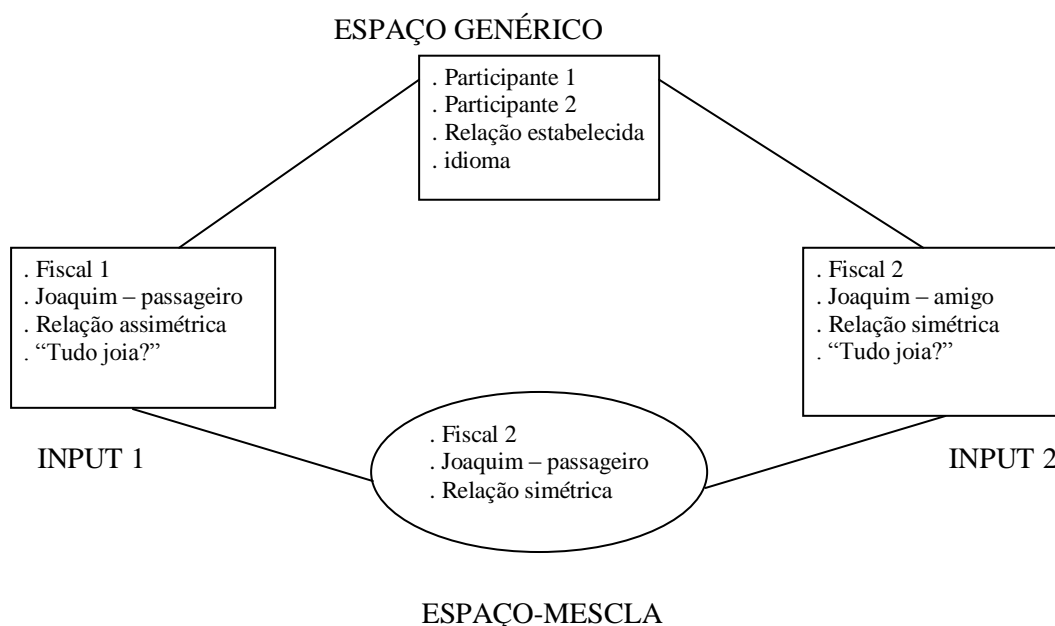 ESPAÇO GENÉRICO
. Participante 1
. Participante 2
. Relação estabelecida
. idioma
. Fiscal 1
. Joaquim – passageiro
. Relação assimétrica
. “Tudo joia?”
INPUT 1
. Fiscal 2
. Joaquim – amigo
. Relação simétrica
. “Tudo joia?”
INPUT 2
. Fiscal 2
. Joaquim – passageiro
. Relação simétrica
ESPAÇO-MESCLA